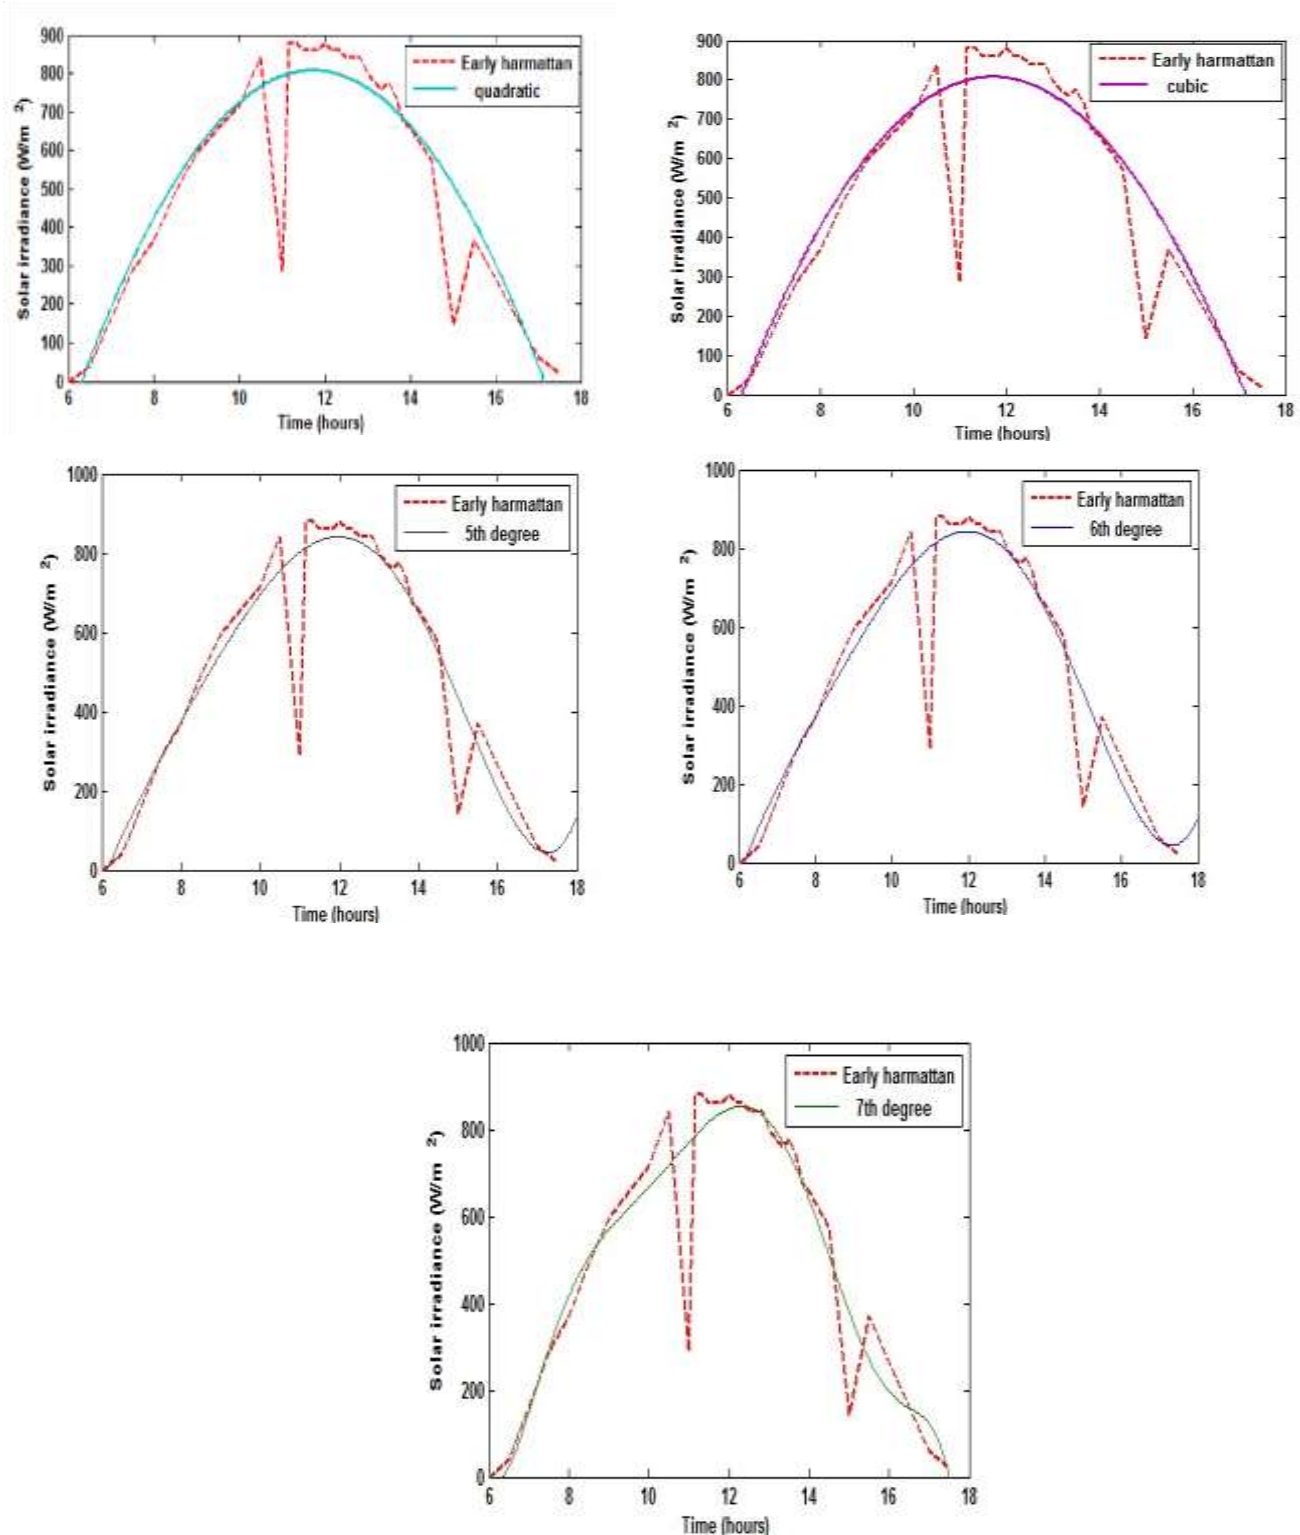 Solar irradiance (W/m 2)
900
800
700
600
500
400
300
200
100
0
Early harmattan
quadratic
6 8 10 12 14 16 18
Time (hours)
Solar irradiance (W/m 2)
900
800
700
600
500
400
300
200
100
0
Early harmattan
cubic
6 8 10 12 14 16 18
Time (hours)
Solar irradiance (W/m 2)
1000
800
600
400
200
0
Early harmattan
5th degree
6 8 10 12 14 16 18
Time (hours)
Solar irradiance (W/m 2)
1000
800
600
400
200
0
Early harmattan
6th degree
6 8 10 12 14 16 18
Time (hours)
Solar irradiance (W/m 2)
1000
800
600
400
200
0
Early harmattan
7th degree
6 8 10 12 14 16 18
Time (hours)